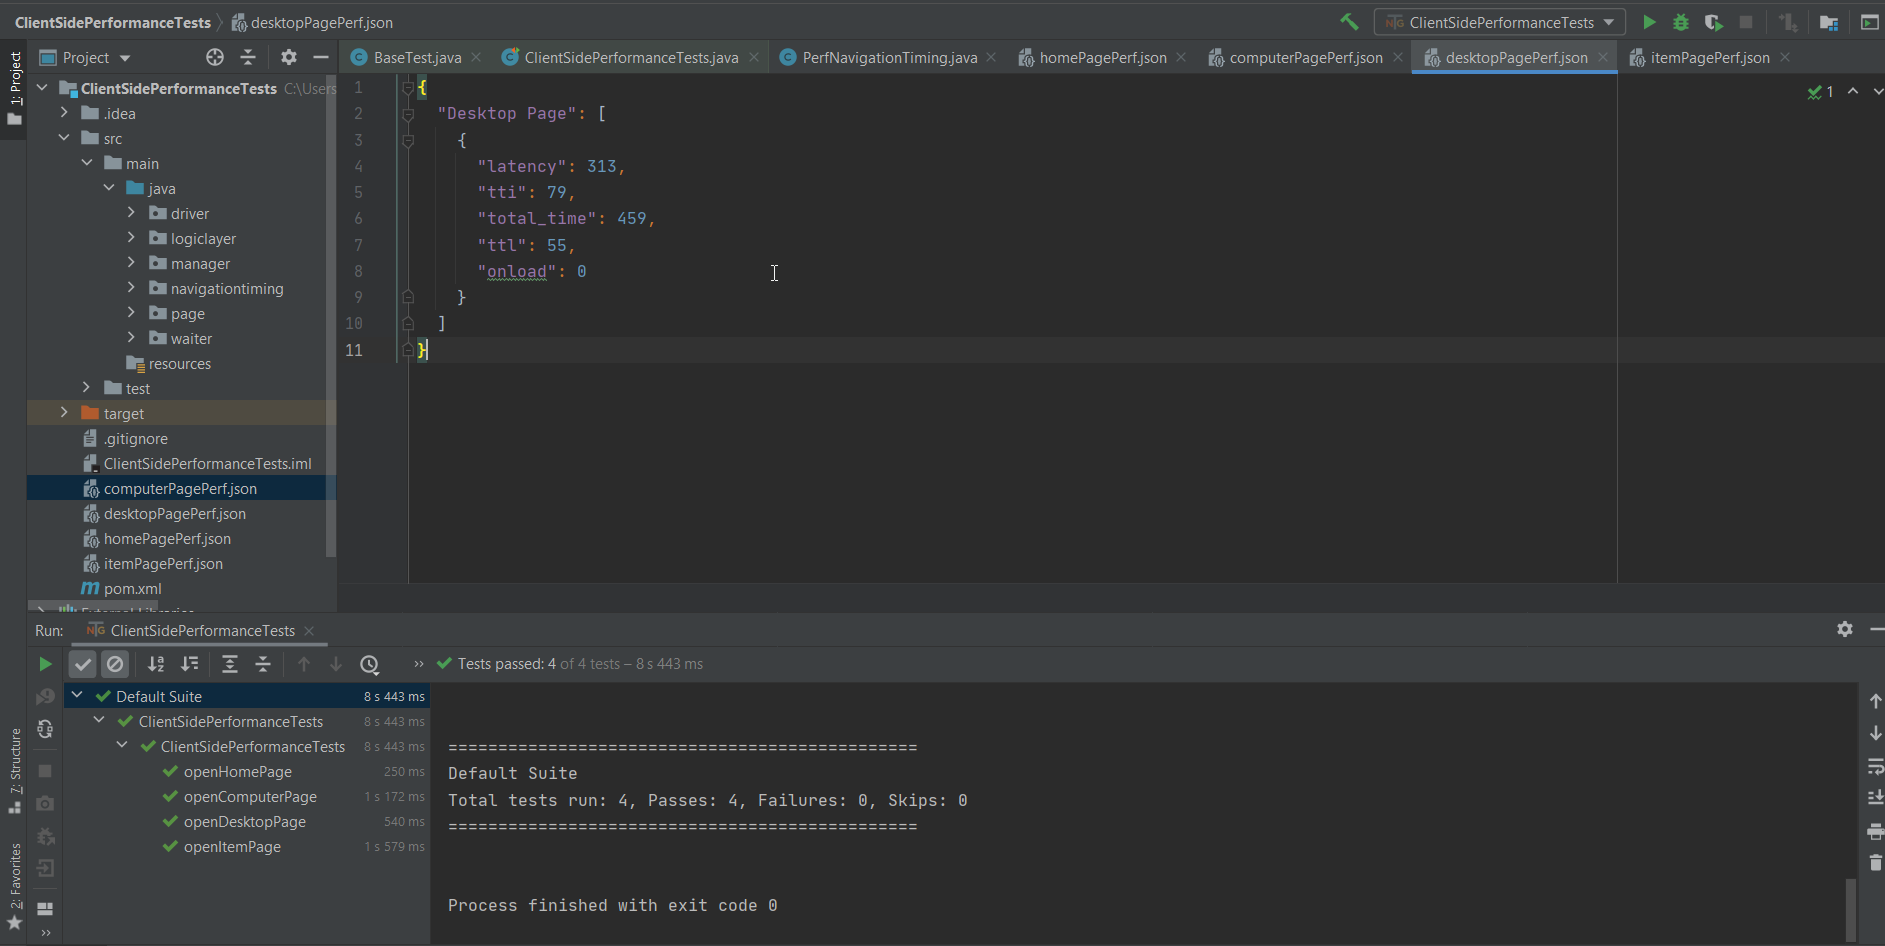 ClientSidePerformanceTests desktopPagePerf.json ClientSidePerformanceTests
1: Project
Project
BaseTest.java ClientSidePerformanceTests.java PerfNavigationTiming.java homePagePerf.json computerPagePerf.json desktopPagePerf.json itemPagePerf.json
ClientSidePerformanceTests C:\Users
.idea
src
main
java
driver
logiclayer
manager
navigationtiming
page
waiter
resources
test
target
.gitignore
ClientSidePerformanceTests.iml
computerPagePerf.json
desktopPagePerf.json
homePagePerf.json
itemPagePerf.json
pom.xml
External Libraries
1 {
2 "Desktop Page": [
3 {
4 "latency": 313,
5 "tti": 79,
6 "total_time": 459,
7 "ttl": 55,
8 "onload": 0
9 }
10 ]
11 }
1
Run: ClientSidePerformanceTests
» Tests passed: 4 of 4 tests – 8 s 443 ms
Default Suite 8 s 443 ms
ClientSidePerformanceTests 8 s 443 ms
ClientSidePerformanceTests 8 s 443 ms
openHomePage 250 ms
openComputerPage 1 s 172 ms
openDesktopPage 540 ms
openItemPage 1 s 579 ms
===============================================
Default Suite
Total tests run: 4, Passes: 4, Failures: 0, Skips: 0
===============================================
Process finished with exit code 0
7: Structure
2: Favorites
»